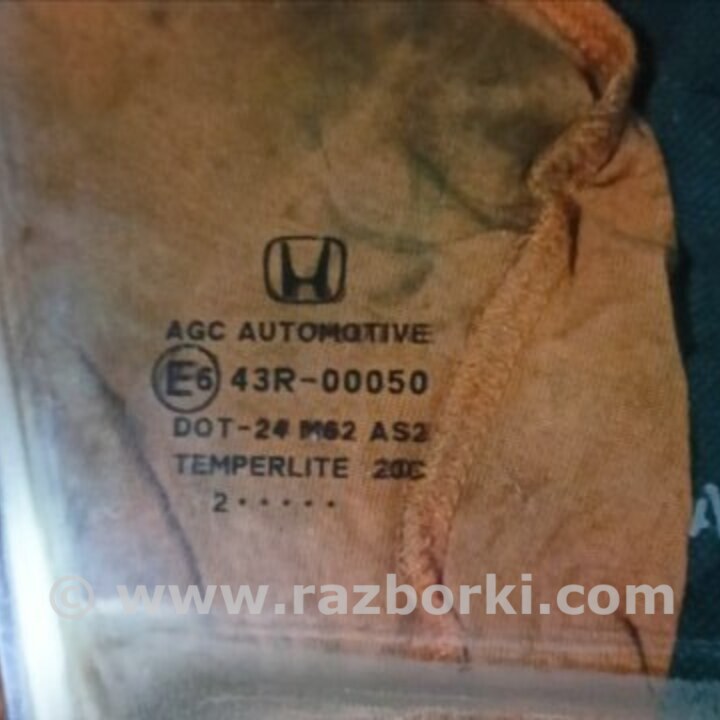 AGC AUTOMOTIVE
E6 43R-00050
DOT-24 M62 AS2
TEMPERLITE 20C
2 • • • • •
© www.razborki.com